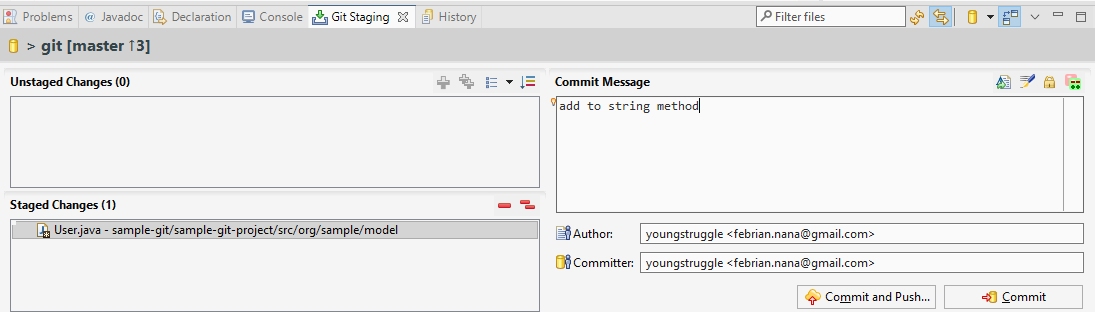 Problems @ Javadoc Declaration Console Git Staging History Filter files
> git [master ↑3]
Unstaged Changes (0)
Commit Message
add to string method
Staged Changes (1)
User.java - sample-git/sample-git-project/src/org/sample/model
Author: youngstruggle <febrian.nana@gmail.com>
Committer: youngstruggle <febrian.nana@gmail.com>
Commit and Push... Commit